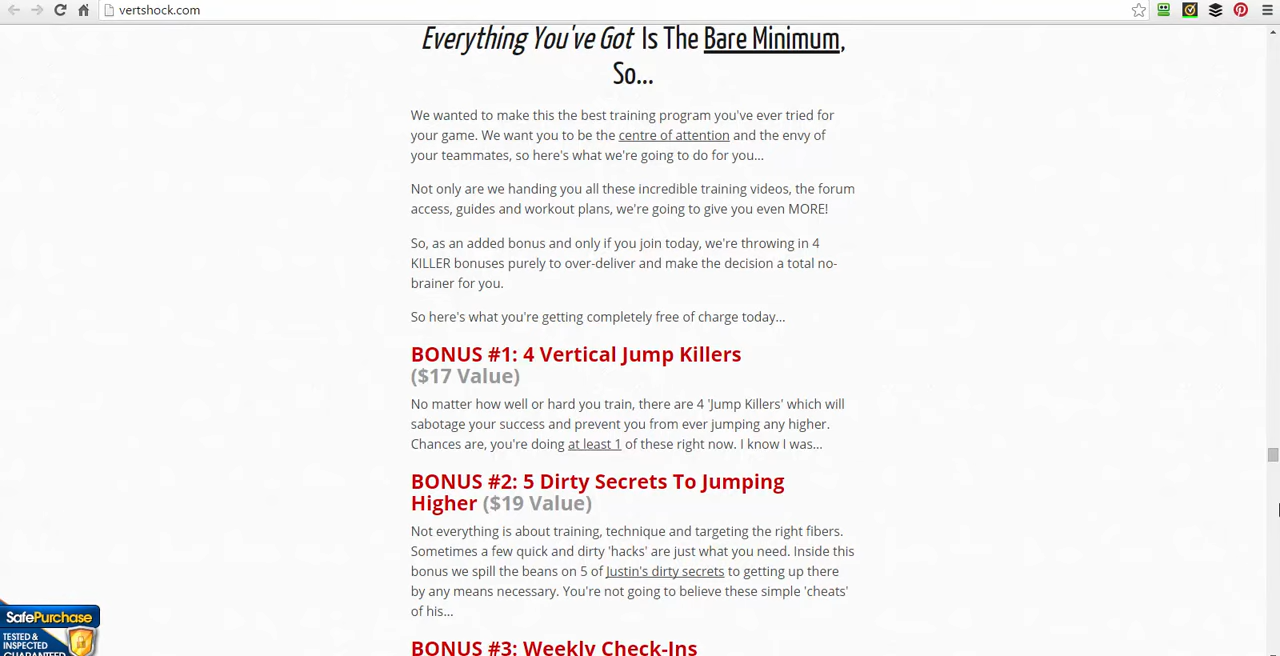 vertshock.com
Everything You've Got Is The Bare Minimum,
So...
We wanted to make this the best training program you've ever tried for
your game. We want you to be the centre of attention and the envy of
your teammates, so here's what we're going to do for you...
Not only are we handing you all these incredible training videos, the forum
access, guides and workout plans, we're going to give you even MORE!
So, as an added bonus and only if you join today, we're throwing in 4
KILLER bonuses purely to over-deliver and make the decision a total no-
brainer for you.
So here's what you're getting completely free of charge today...
BONUS #1: 4 Vertical Jump Killers
($17 Value)
No matter how well or hard you train, there are 4 'Jump Killers' which will
sabotage your success and prevent you from ever jumping any higher.
Chances are, you're doing at least 1 of these right now. I know I was...
BONUS #2: 5 Dirty Secrets To Jumping
Higher ($19 Value)
Not everything is about training, technique and targeting the right fibers.
Sometimes a few quick and dirty 'hacks' are just what you need. Inside this
bonus we spill the beans on 5 of Justin's dirty secrets to getting up there
by any means necessary. You're not going to believe these simple 'cheats'
of his...
BONUS #3: Weekly Check-Ins
SafePurchase
TESTED &
INSPECTED
GUARANTEED